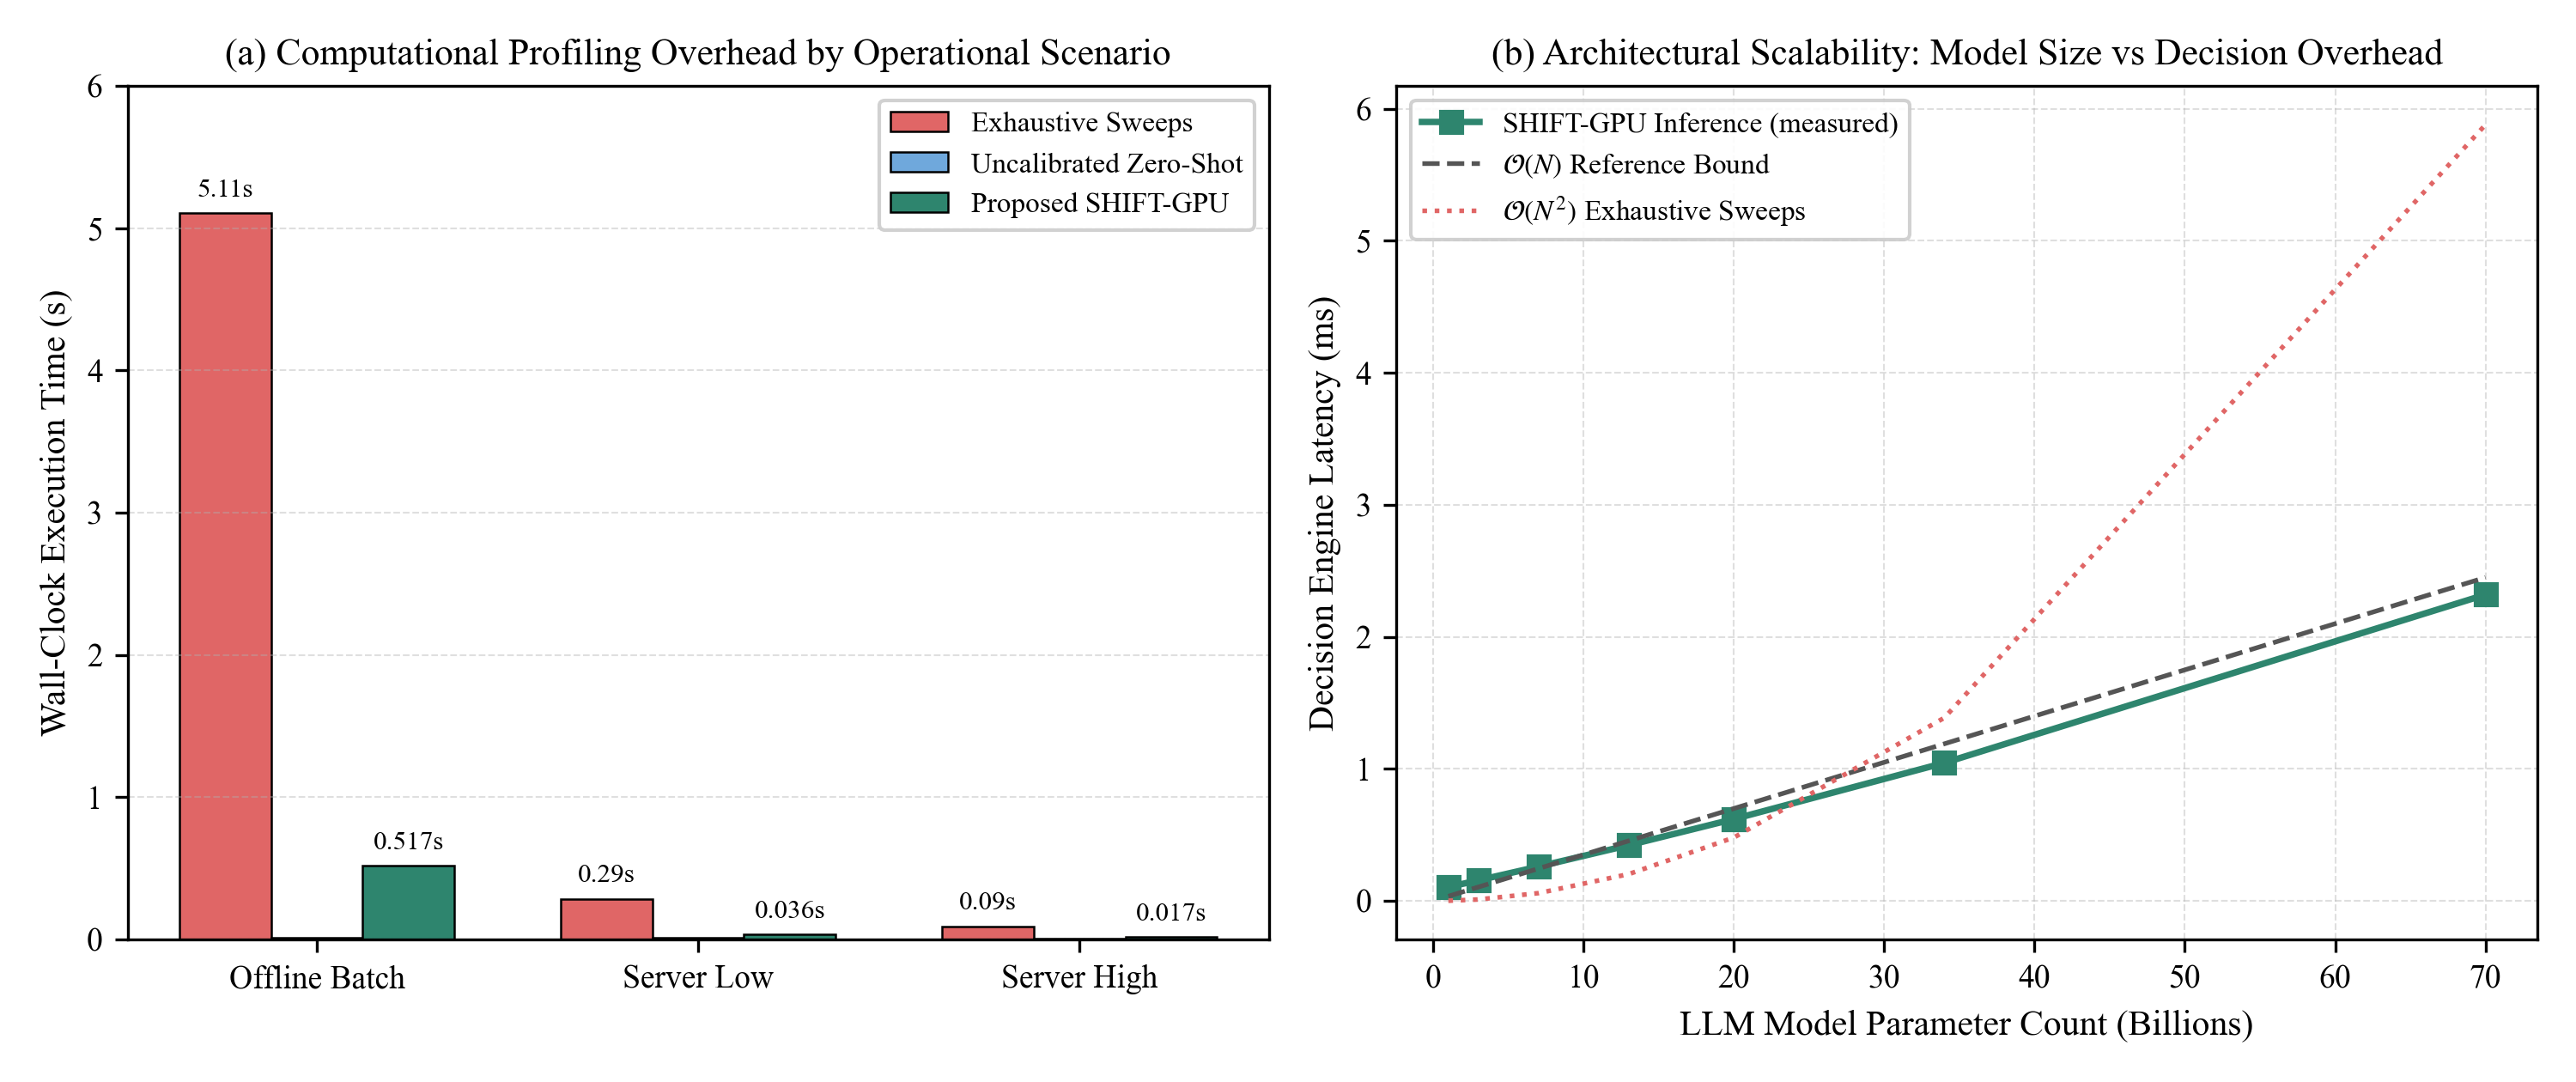 (a) Computational Profiling Overhead by Operational Scenario
Wall-Clock Execution Time (s)
6
5
4
3
2
1
0
Exhaustive Sweeps
Uncalibrated Zero-Shot
Proposed SHIFT-GPU
5.11s
0.517s
0.29s
0.036s
0.09s
0.017s
Offline Batch
Server Low
Server High
(b) Architectural Scalability: Model Size vs Decision Overhead
Decision Engine Latency (ms)
6
5
4
3
2
1
0
SHIFT-GPU Inference (measured)
𝒪(N) Reference Bound
𝒪(N²) Exhaustive Sweeps
0
10
20
30
40
50
60
70
LLM Model Parameter Count (Billions)